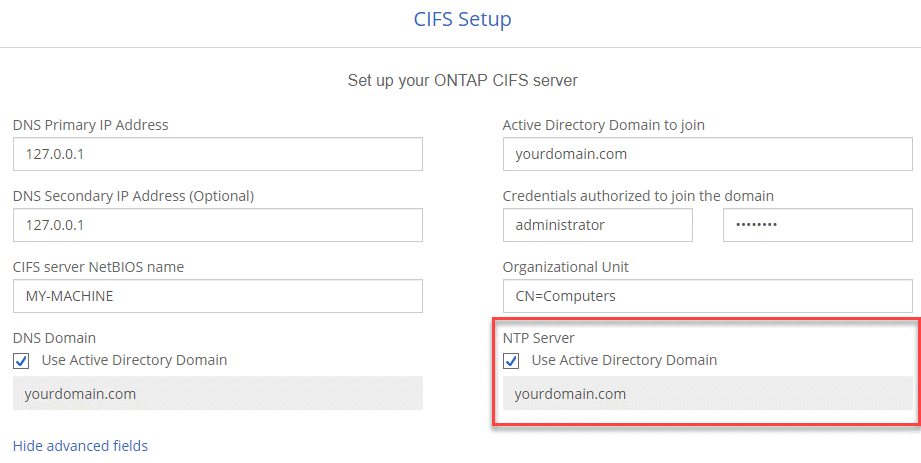 CIFS Setup
Set up your ONTAP CIFS server
DNS Primary IP Address
127.0.0.1
DNS Secondary IP Address (Optional)
127.0.0.1
CIFS server NetBIOS name
MY-MACHINE
DNS Domain
Use Active Directory Domain
yourdomain.com
Hide advanced fields
Active Directory Domain to join
yourdomain.com
Credentials authorized to join the domain
administrator ••••••••
Organizational Unit
CN=Computers
NTP Server
Use Active Directory Domain
yourdomain.com